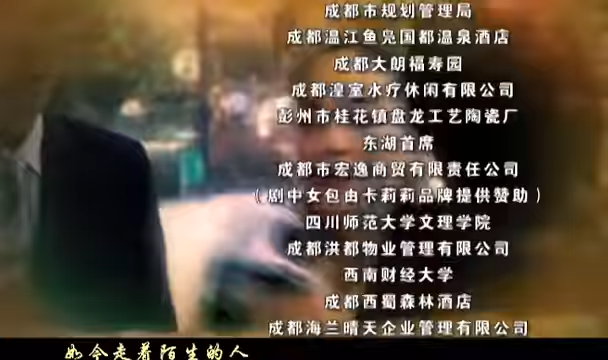 成都市规划管理局
成都温江鱼凫国都温泉酒店
成都大朗福寿园
成都湟室水疗休闲有限公司
彭州市桂花镇盘龙工艺陶瓷厂
东湖首席
成都市宏逸商贸有限责任公司
（剧中女包由卡莉莉品牌提供赞助）
四川师范大学文理学院
成都洪都物业管理有限公司
西南财经大学
成都西蜀森林酒店
成都海兰晴天企业管理有限公司
如今走着陌生的人